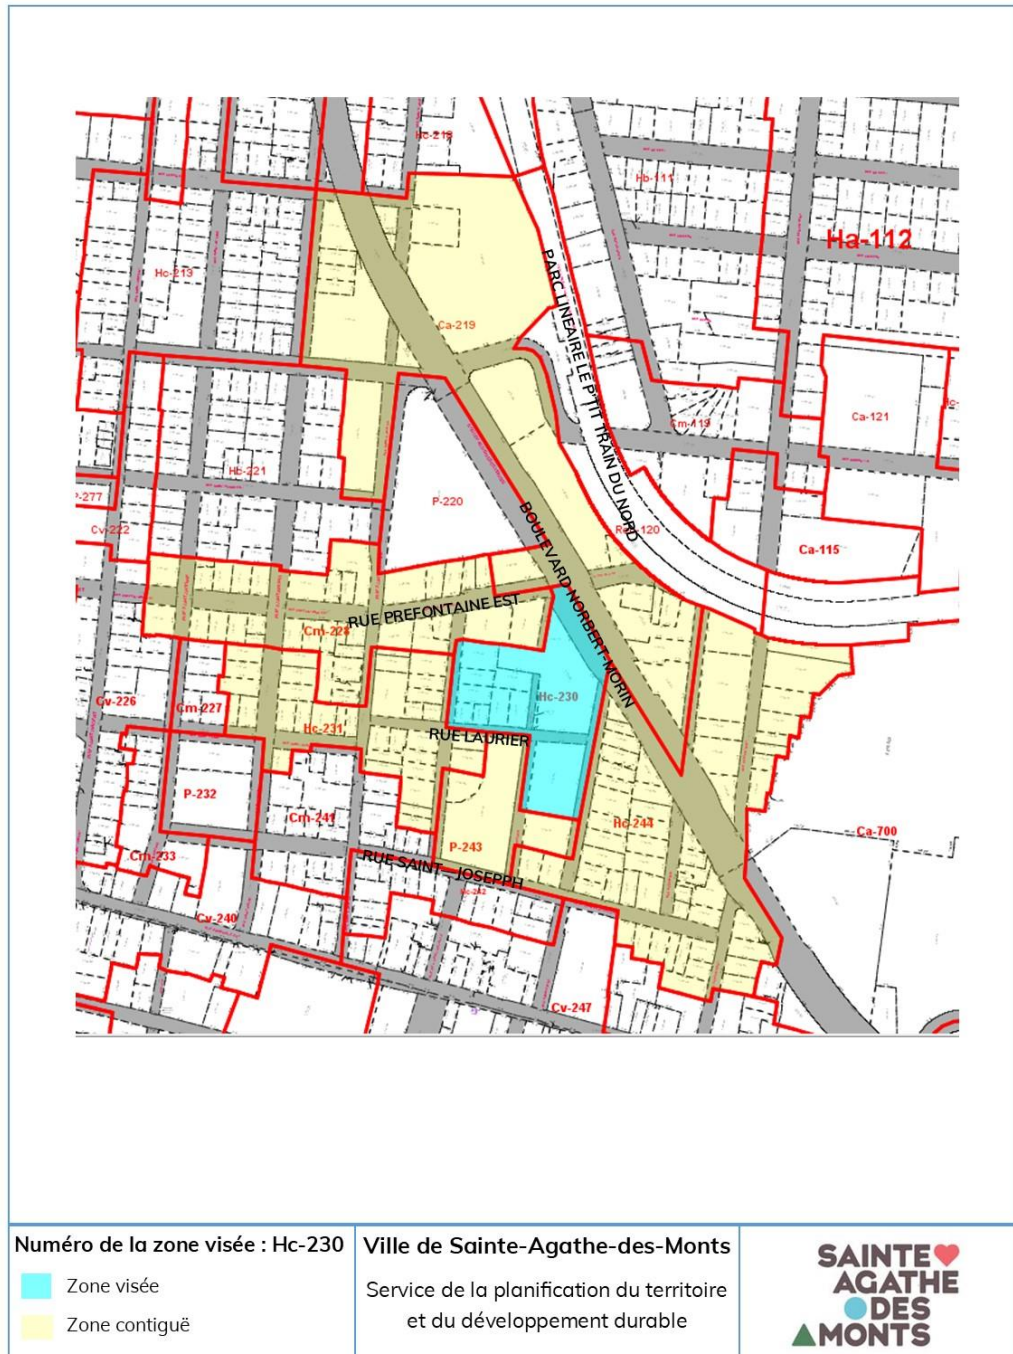 Hc-218
Hb-111
Ha-112
Hc-213
Ca-219
PARC LINEAIRE LE P'TIT TRAIN DU NORD
Ca-121
Cm-119
Hb-221
P-277
P-220
Cv-222
BOULEVARD NORBERT-MORIN
Ca-115
RUE PREFONTAINE EST
Cm-228
Cv-226
Cm-227
Hc-230
Hc-231
RUE LAURIER
P-232
Cm-241
Hc-244
Ca-700
P-243
Cm-233
RUE SAINT - JOSEPPH
Cv-240
Cv-247
Numéro de la zone visée : Hc-230
Zone visée
Zone contiguë
Ville de Sainte-Agathe-des-Monts
Service de la planification du territoire
et du développement durable
SAINTE
AGATHE
DES
MONTS